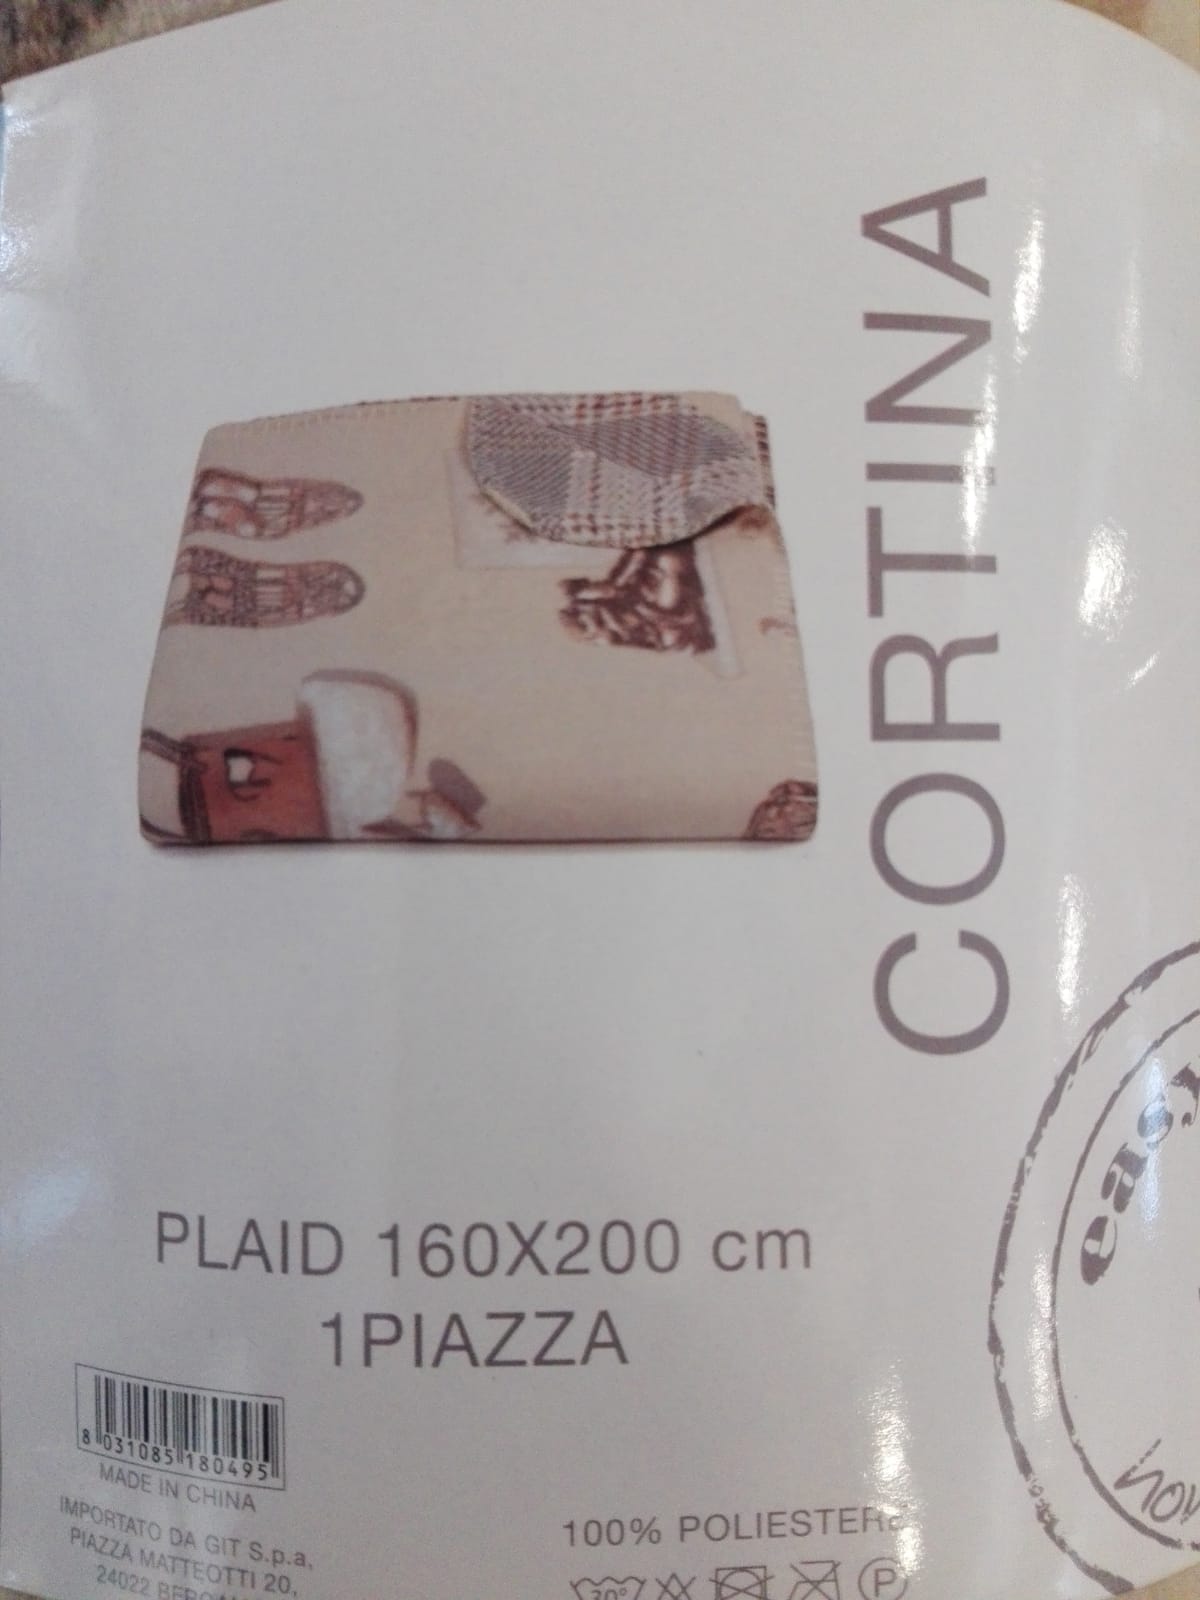 CORTINA
PLAID 160X200 cm
1PIAZZA
8 031085 180495
MADE IN CHINA
IMPORTATO DA GIT S.p.a,
PIAZZA MATTEOTTI 20,
24022
100% POLIESTERE
30°
P
easy